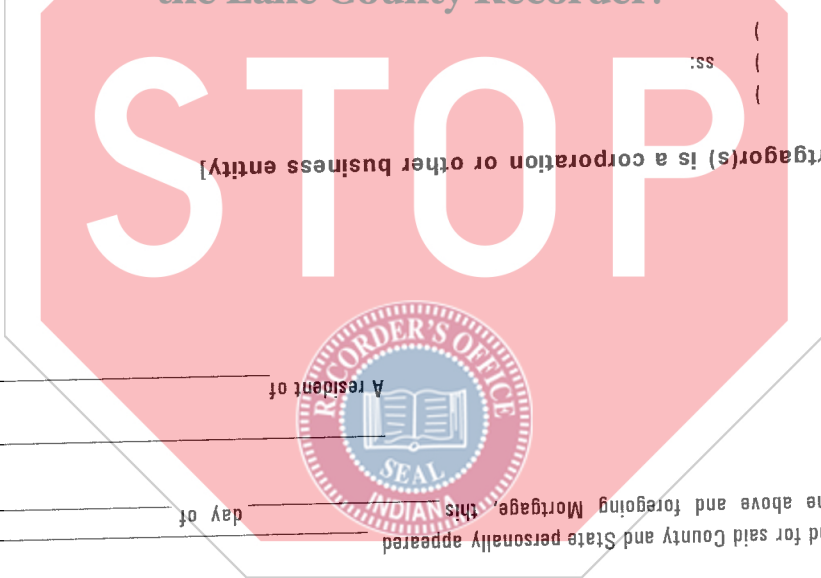 the Lake County Recorder!
STOP
RECORDER'S OFFICE
SEAL
INDIANA
d for said County and State personally appeared
e above and foregoing Mortgage, this day of
A resident of
rtgagor(s) is a corporation or other business entity]
)
) ss:
)